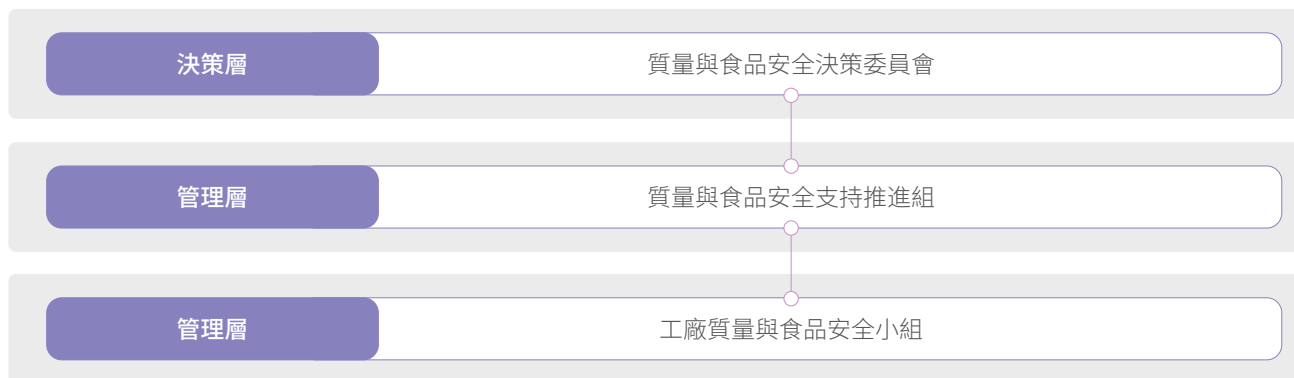 決策層 質量與食品安全決策委員會
管理層 質量與食品安全支持推進組
管理層 工廠質量與食品安全小組